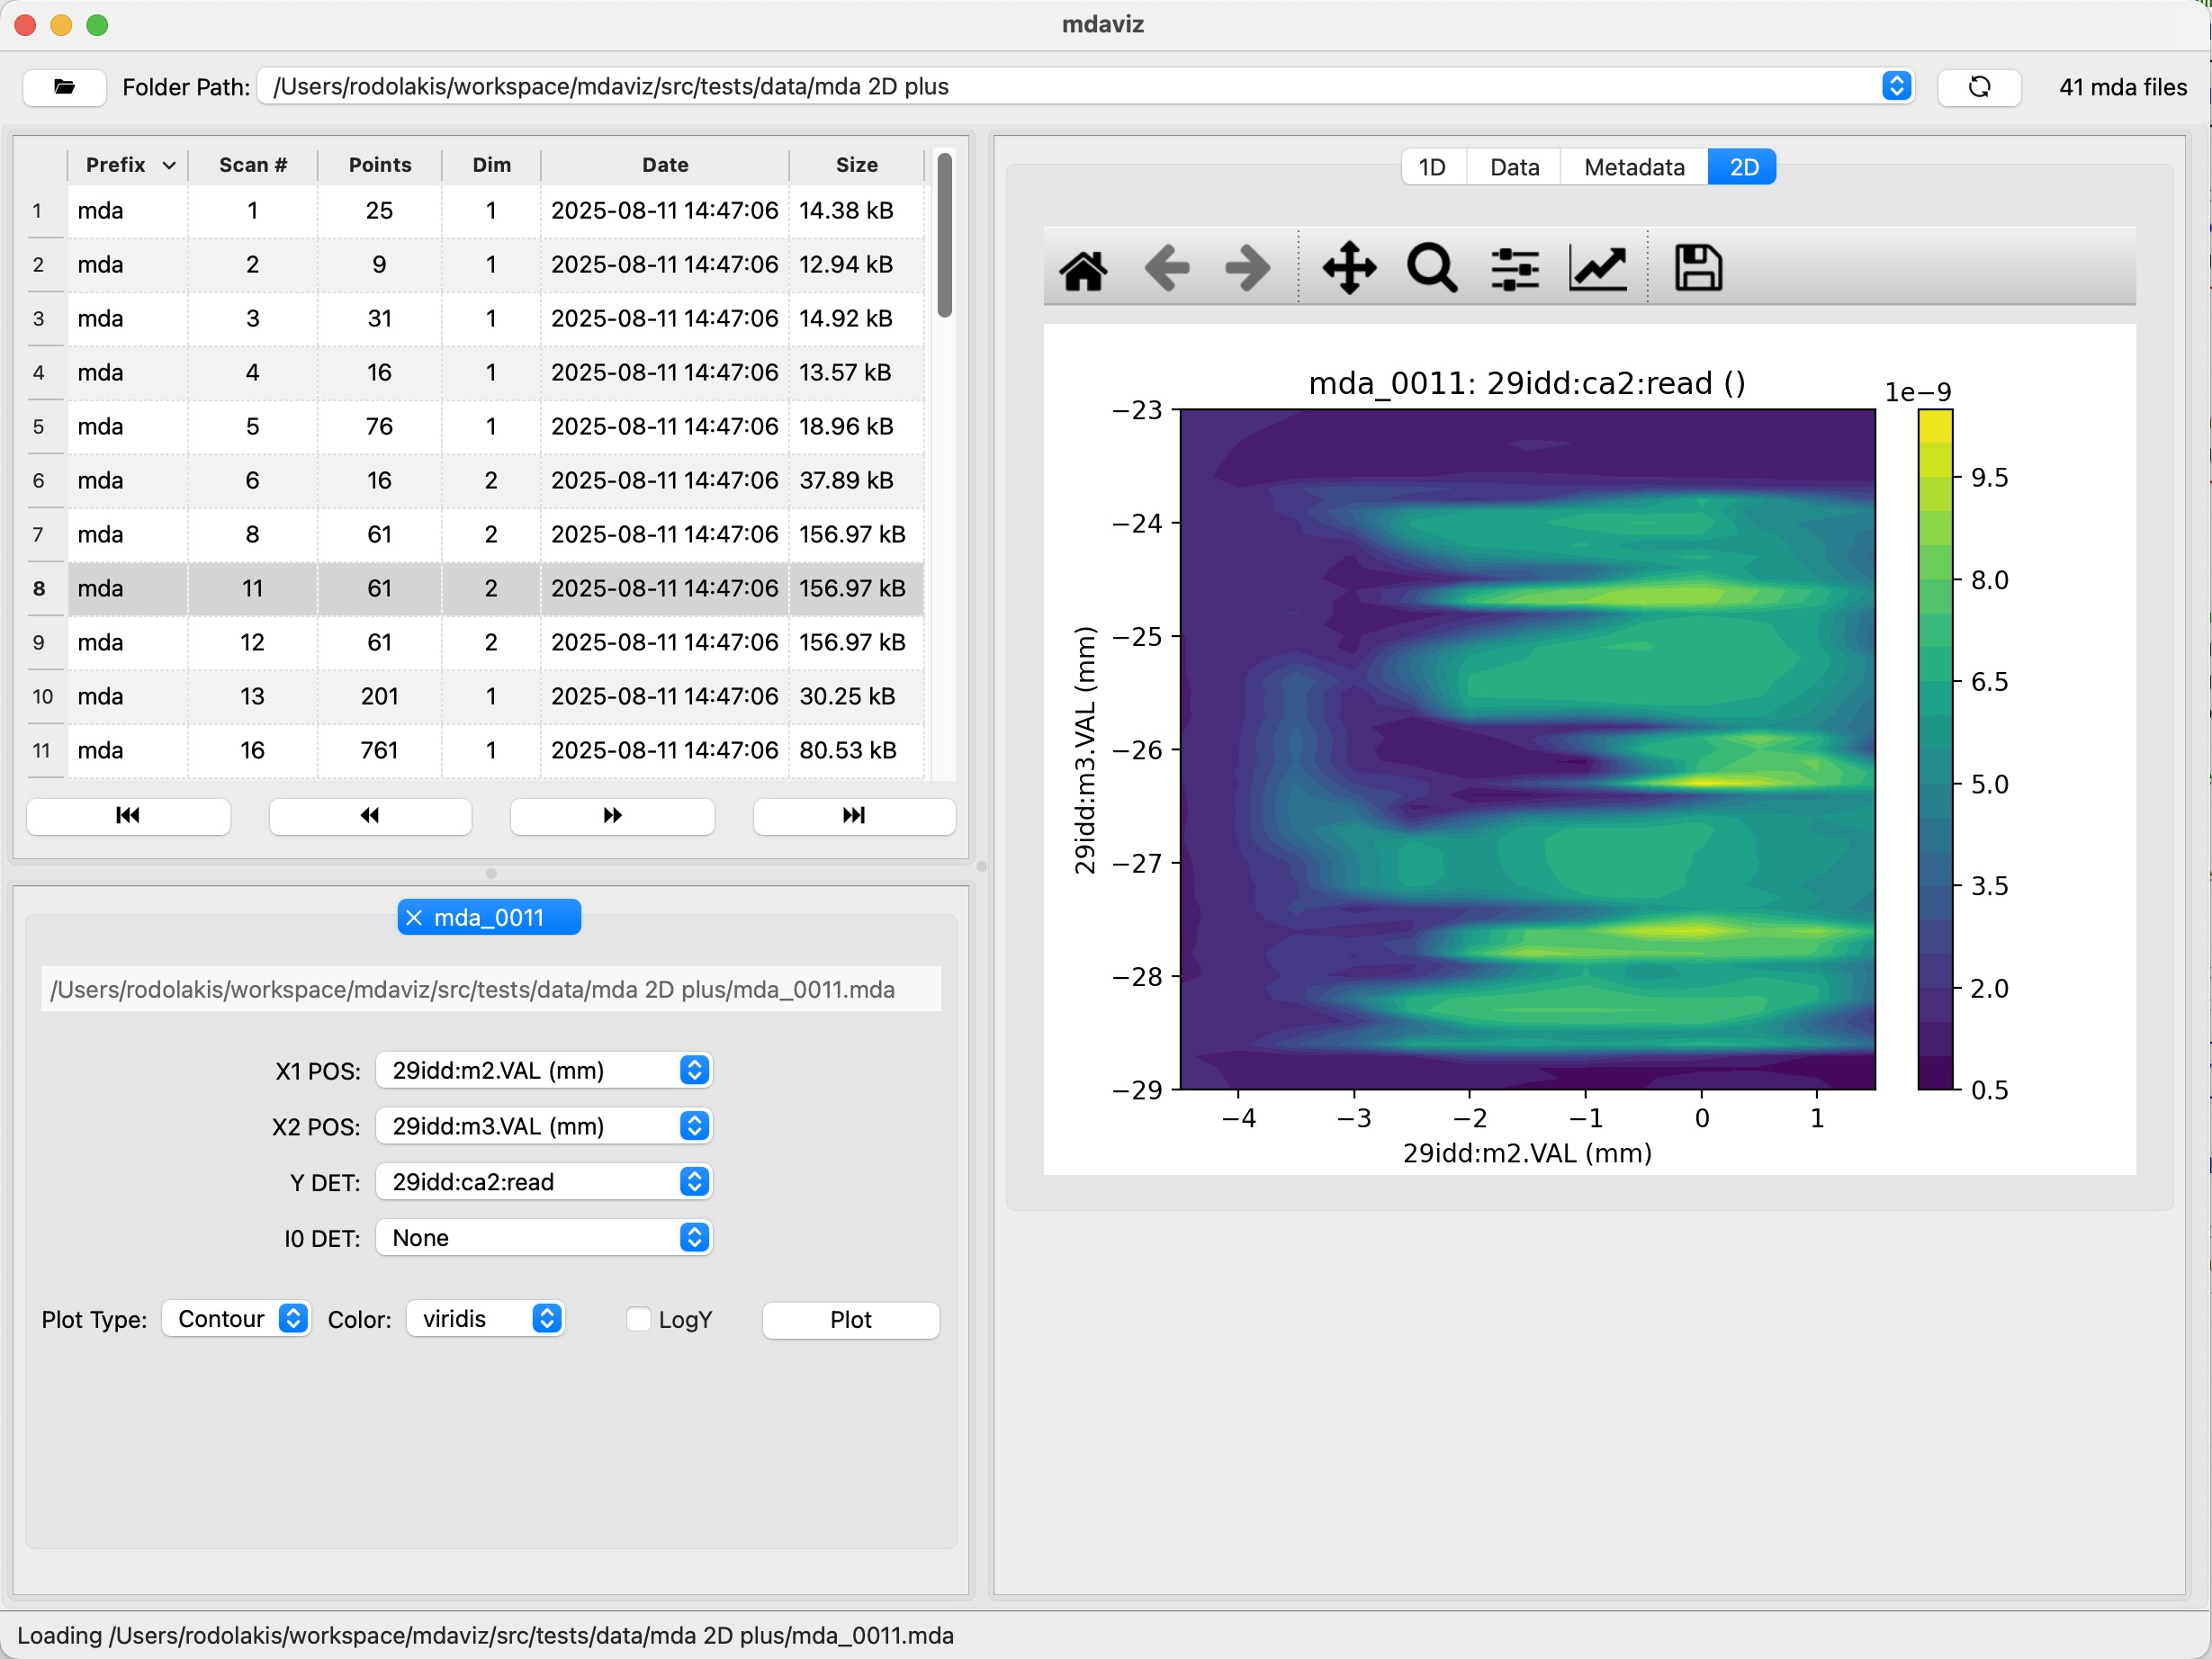 mdaviz
Folder Path: /Users/rodolakis/workspace/mdaviz/src/tests/data/mda 2D plus 41 mda files
Prefix Scan # Points Dim Date Size
1 mda 1 25 1 2025-08-11 14:47:06 14.38 kB
2 mda 2 9 1 2025-08-11 14:47:06 12.94 kB
3 mda 3 31 1 2025-08-11 14:47:06 14.92 kB
4 mda 4 16 1 2025-08-11 14:47:06 13.57 kB
5 mda 5 76 1 2025-08-11 14:47:06 18.96 kB
6 mda 6 16 2 2025-08-11 14:47:06 37.89 kB
7 mda 8 61 2 2025-08-11 14:47:06 156.97 kB
8 mda 11 61 2 2025-08-11 14:47:06 156.97 kB
9 mda 12 61 2 2025-08-11 14:47:06 156.97 kB
10 mda 13 201 1 2025-08-11 14:47:06 30.25 kB
11 mda 16 761 1 2025-08-11 14:47:06 80.53 kB
mda_0011
/Users/rodolakis/workspace/mdaviz/src/tests/data/mda 2D plus/mda_0011.mda
X1 POS: 29idd:m2.VAL (mm)
X2 POS: 29idd:m3.VAL (mm)
Y DET: 29idd:ca2:read
I0 DET: None
Plot Type: Contour Color: viridis LogY Plot
1D Data Metadata 2D
mda_0011: 29idd:ca2:read ()
1e−9
29idd:m3.VAL (mm)
−23
−24
−25
−26
−27
−28
−29
−4 −3 −2 −1 0 1
29idd:m2.VAL (mm)
9.5
8.0
6.5
5.0
3.5
2.0
0.5
Loading /Users/rodolakis/workspace/mdaviz/src/tests/data/mda 2D plus/mda_0011.mda